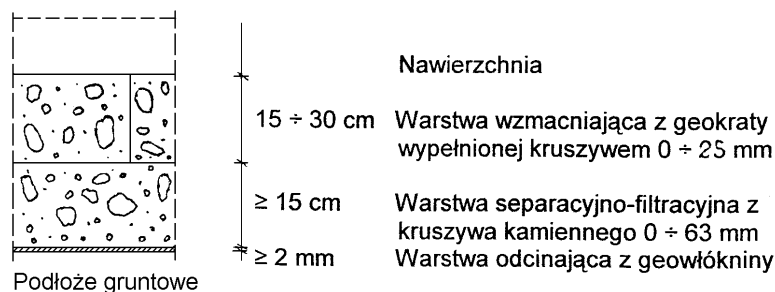 Nawierzchnia
15 ÷ 30 cm Warstwa wzmacniająca z geokraty
wypełnionej kruszywem 0 ÷ 25 mm
≥ 15 cm Warstwa separacyjno-filtracyjna z
kruszywa kamiennego 0 ÷ 63 mm
≥ 2 mm Warstwa odcinająca z geowłókniny
Podłoże gruntowe